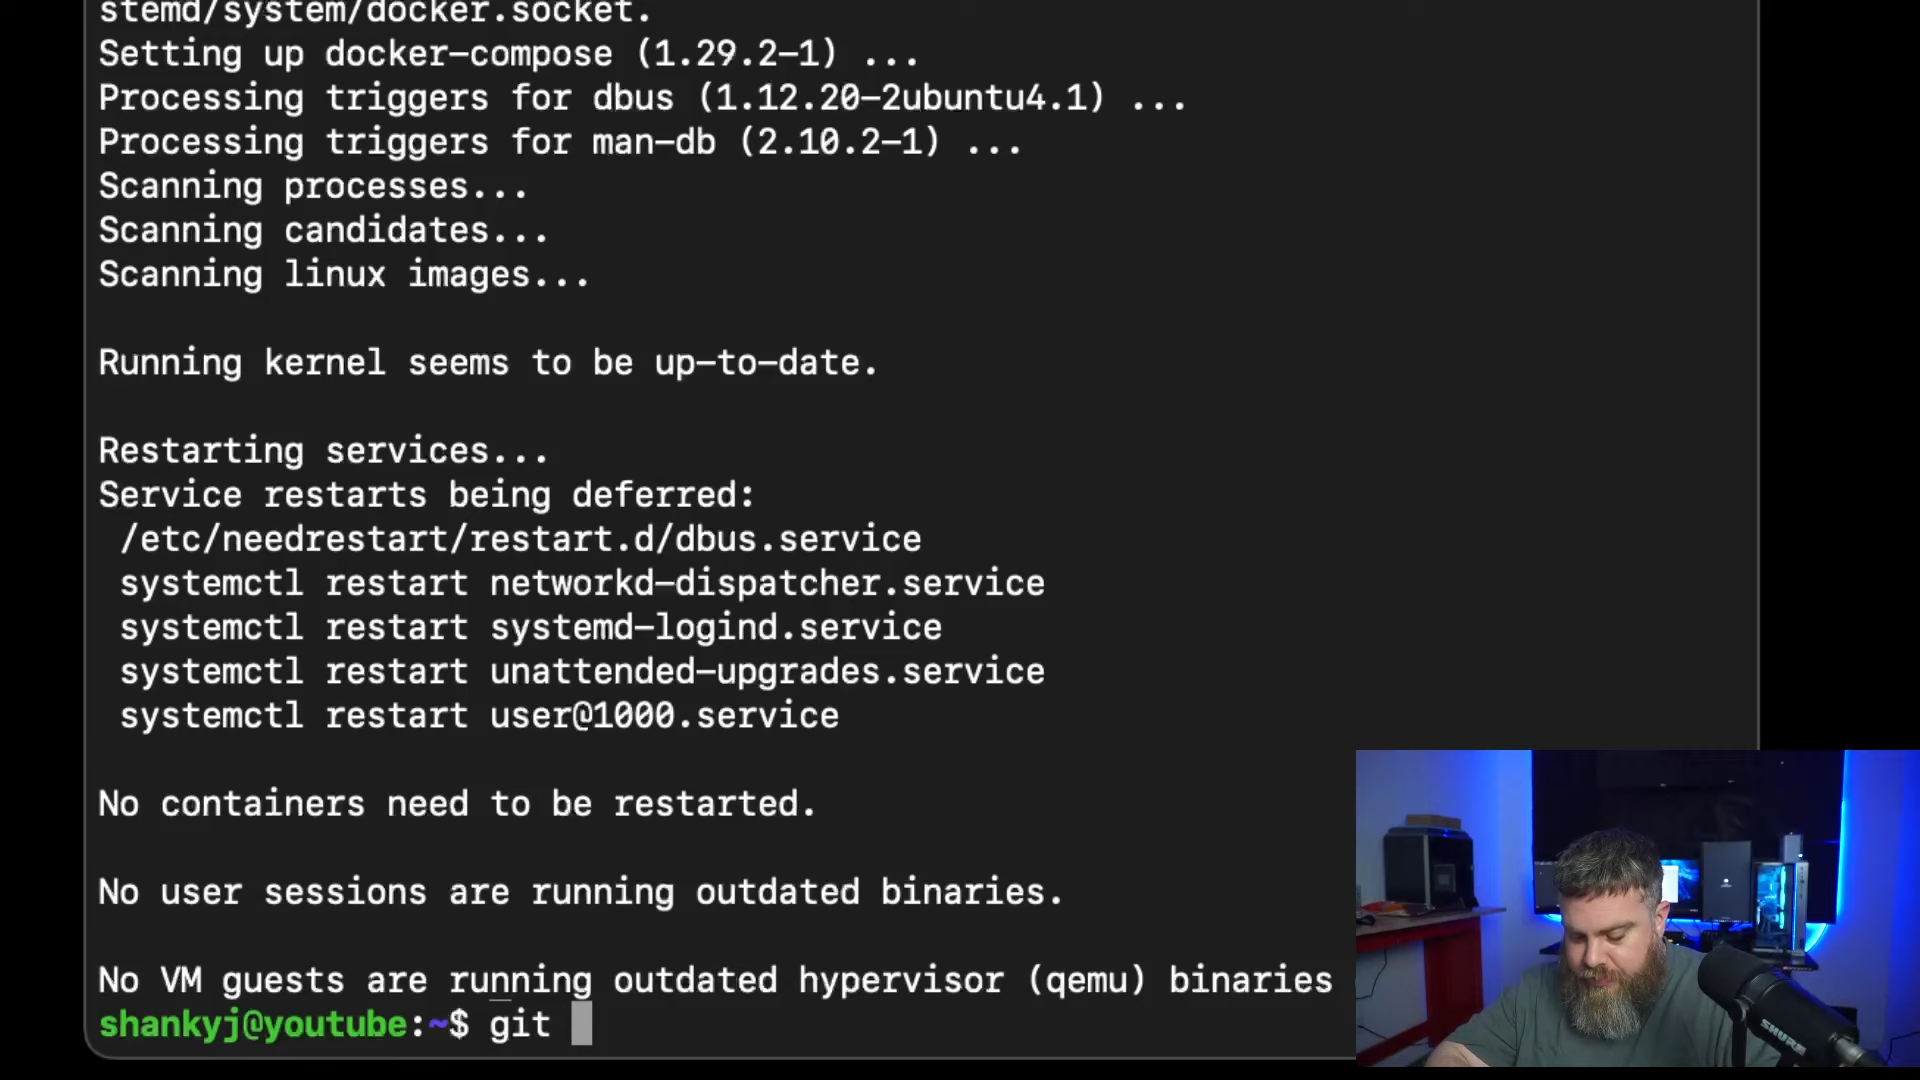 stemd/system/docker.socket.
Setting up docker-compose (1.29.2-1) ...
Processing triggers for dbus (1.12.20-2ubuntu4.1) ...
Processing triggers for man-db (2.10.2-1) ...
Scanning processes...
Scanning candidates...
Scanning linux images...
Running kernel seems to be up-to-date.
Restarting services...
Service restarts being deferred:
/etc/needrestart/restart.d/dbus.service
systemctl restart networkd-dispatcher.service
systemctl restart systemd-logind.service
systemctl restart unattended-upgrades.service
systemctl restart user@1000.service
No containers need to be restarted.
No user sessions are running outdated binaries.
No VM guests are running outdated hypervisor (qemu) binaries
shankyj@youtube:~$ git
SHURE